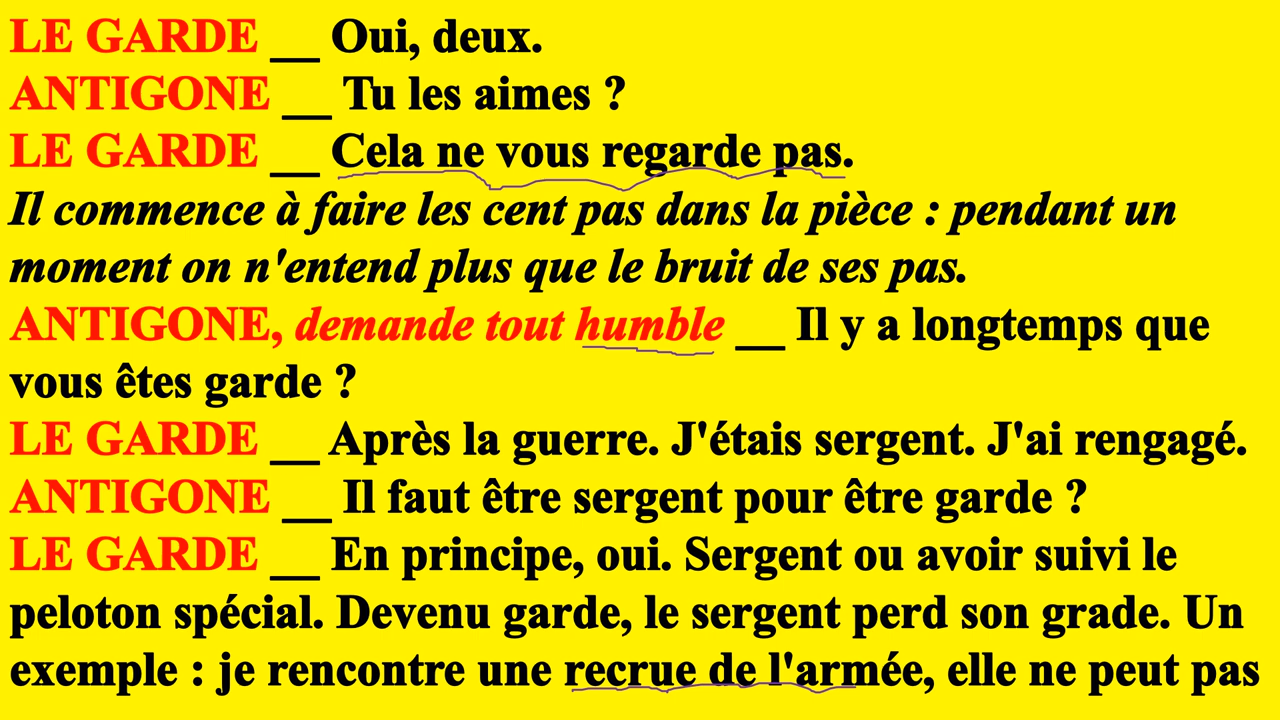 LE GARDE __ Oui, deux.
ANTIGONE __ Tu les aimes ?
LE GARDE __ Cela ne vous regarde pas.
Il commence à faire les cent pas dans la pièce : pendant un
moment on n'entend plus que le bruit de ses pas.
ANTIGONE, demande tout humble __ Il y a longtemps que
vous êtes garde ?
LE GARDE __ Après la guerre. J'étais sergent. J'ai rengagé.
ANTIGONE __ Il faut être sergent pour être garde ?
LE GARDE __ En principe, oui. Sergent ou avoir suivi le
peloton spécial. Devenu garde, le sergent perd son grade. Un
exemple : je rencontre une recrue de l'armée, elle ne peut pas